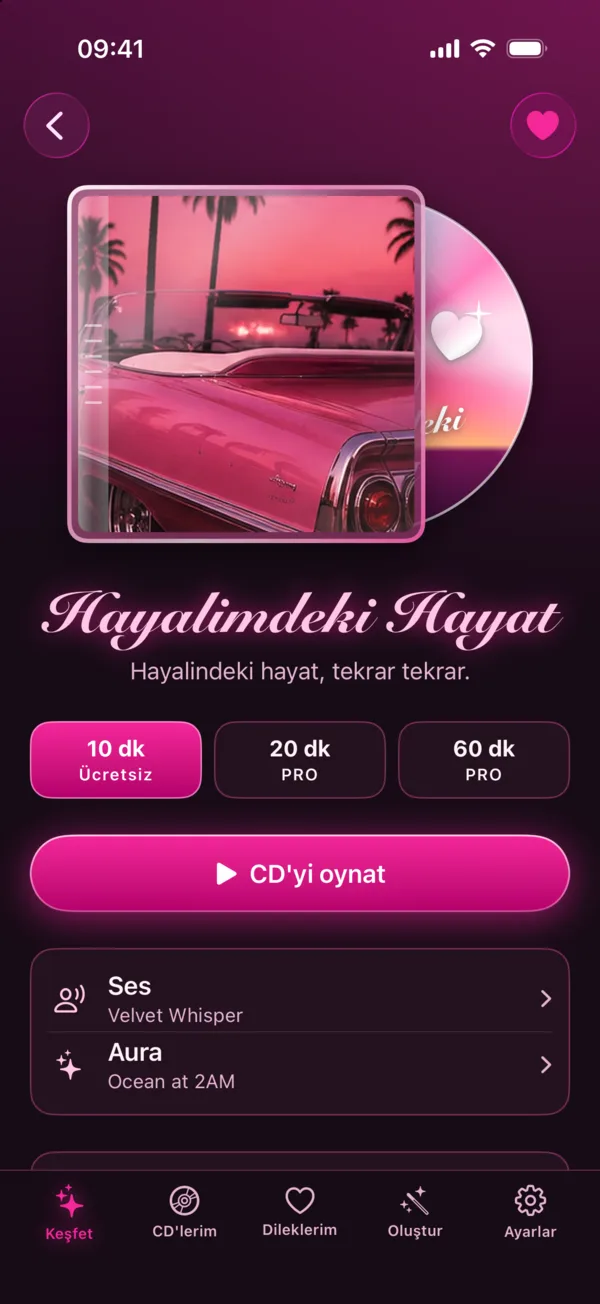 09:41
eki
Hayalimdeki Hayat
Hayalindeki hayat, tekrar tekrar.
10 dk
Ücretsiz
20 dk
PRO
60 dk
PRO
CD'yi oynat
Ses
Velvet Whisper
Aura
Ocean at 2AM
Keşfet
CD'lerim
Dileklerim
Oluştur
Ayarlar